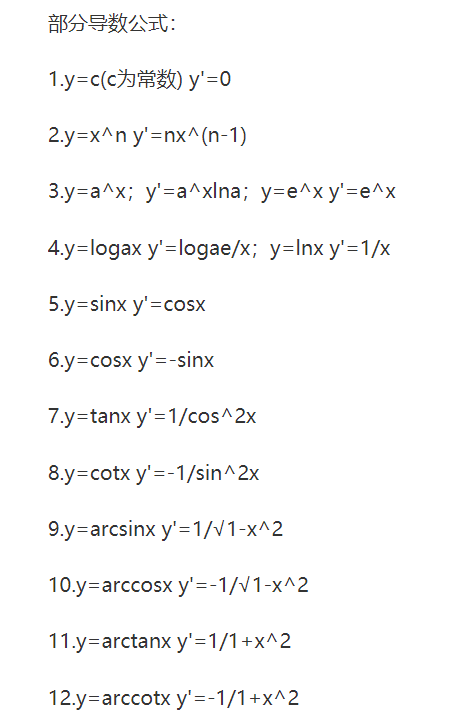 部分导数公式：
1.y=c(c为常数) y'=0
2.y=x^n y'=nx^(n-1)
3.y=a^x；y'=a^xlna；y=e^x y'=e^x
4.y=logax y'=logae/x；y=lnx y'=1/x
5.y=sinx y'=cosx
6.y=cosx y'=-sinx
7.y=tanx y'=1/cos^2x
8.y=cotx y'=-1/sin^2x
9.y=arcsinx y'=1/√1-x^2
10.y=arccosx y'=-1/√1-x^2
11.y=arctanx y'=1/1+x^2
12.y=arccotx y'=-1/1+x^2